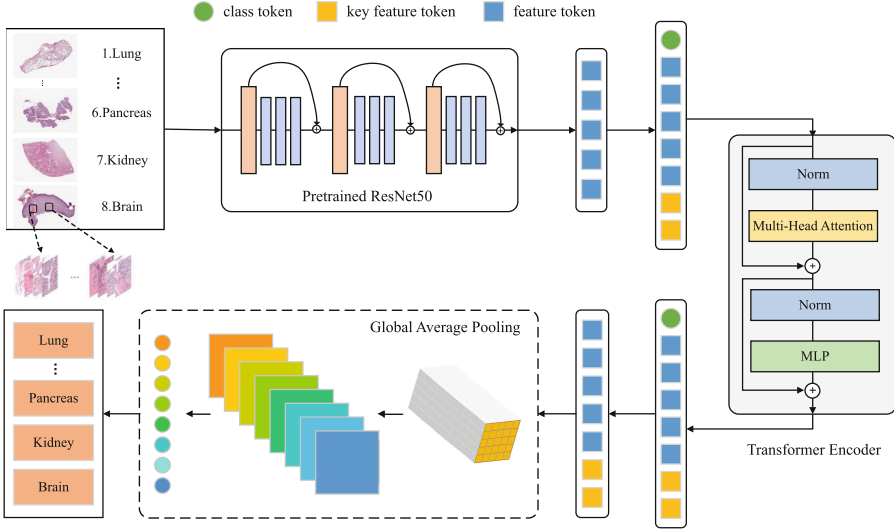 class token
key feature token
feature token
1.Lung
⋮
6.Pancreas
7.Kidney
8.Brain
...
Pretrained ResNet50
Norm
Multi-Head Attention
Norm
MLP
Transformer Encoder
Global Average Pooling
Lung
⋮
Pancreas
Kidney
Brain